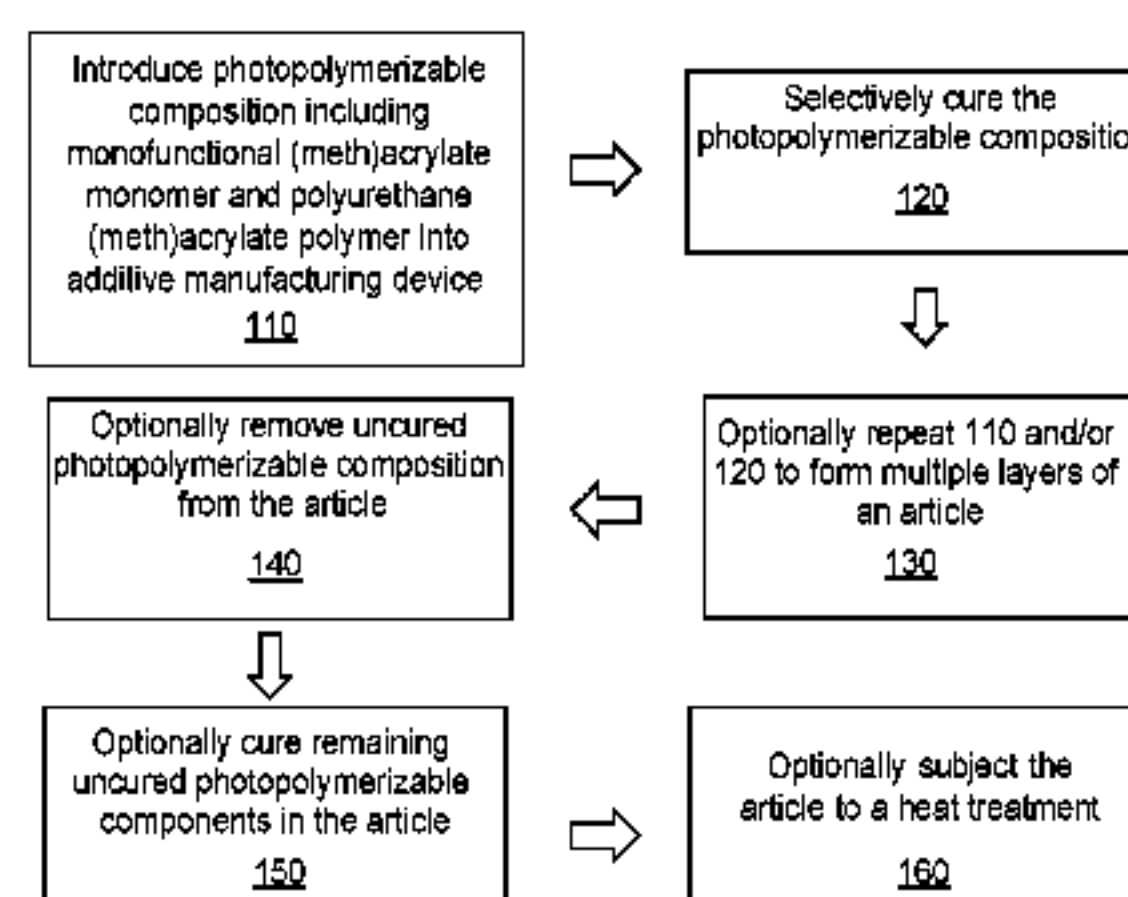 Introduce photopolymerizable
composition including
monofunctional (meth)acrylate
monomer and polyurethane
(meth)acrylate polymer into
additive manufacturing device
110
Selectively cure the
photopolymerizable compositio
120
Optionally repeat 110 and/or
120 to form multiple layers of
an article
130
Optionally remove uncured
photopolymerizable composition
from the article
140
Optionally cure remaining
uncured photopolymerizable
components in the article
150
Optionally subject the
article to a heat treatment
160